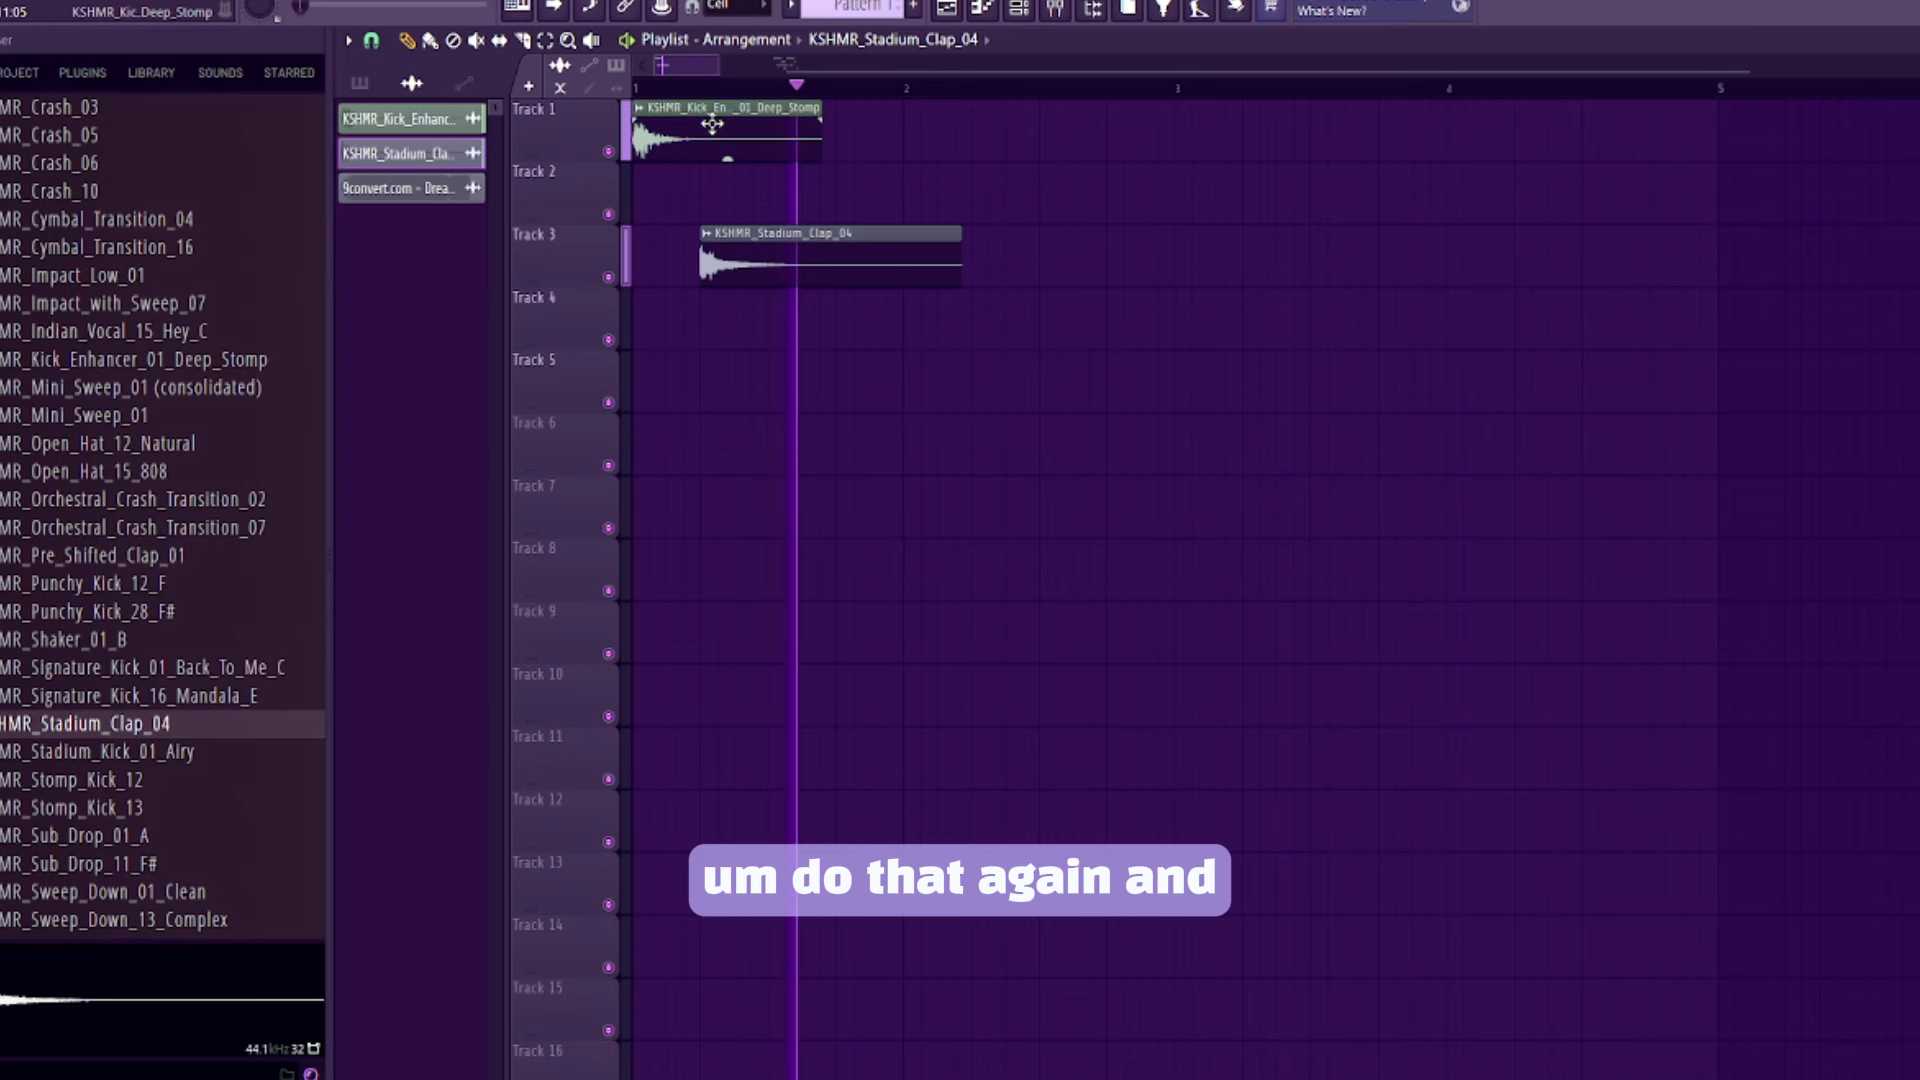 11:05
KSHMR_Kic_Deep_Stomp
Cell
Pattern 1
What's New?
ser
Playlist - Arrangement › KSHMR_Stadium_Clap_04 ›
ROJECT PLUGINS LIBRARY SOUNDS STARRED
MR_Crash_03
MR_Crash_05
MR_Crash_06
MR_Crash_10
MR_Cymbal_Transition_04
MR_Cymbal_Transition_16
MR_Impact_Low_01
MR_Impact_with_Sweep_07
MR_Indian_Vocal_15_Hey_C
MR_Kick_Enhancer_01_Deep_Stomp
MR_Mini_Sweep_01 (consolidated)
MR_Mini_Sweep_01
MR_Open_Hat_12_Natural
MR_Open_Hat_15_808
MR_Orchestral_Crash_Transition_02
MR_Orchestral_Crash_Transition_07
MR_Pre_Shifted_Clap_01
MR_Punchy_Kick_12_F
MR_Punchy_Kick_28_F#
MR_Shaker_01_B
MR_Signature_Kick_01_Back_To_Me_C
MR_Signature_Kick_16_Mandala_E
HMR_Stadium_Clap_04
MR_Stadium_Kick_01_Airy
MR_Stomp_Kick_12
MR_Stomp_Kick_13
MR_Sub_Drop_01_A
MR_Sub_Drop_11_F#
MR_Sweep_Down_01_Clean
MR_Sweep_Down_13_Complex
44.1kHz 32
KSHMR_Kick_Enhanc..
KSHMR_Stadium_Cla..
9convert.com - Drea..
1 2 3 4 5
Track 1
KSHMR_Kick_En.._01_Deep_Stomp
Track 2
Track 3
KSHMR_Stadium_Clap_04
Track 4
Track 5
Track 6
Track 7
Track 8
Track 9
Track 10
Track 11
Track 12
Track 13
Track 14
Track 15
Track 16
um do that again and